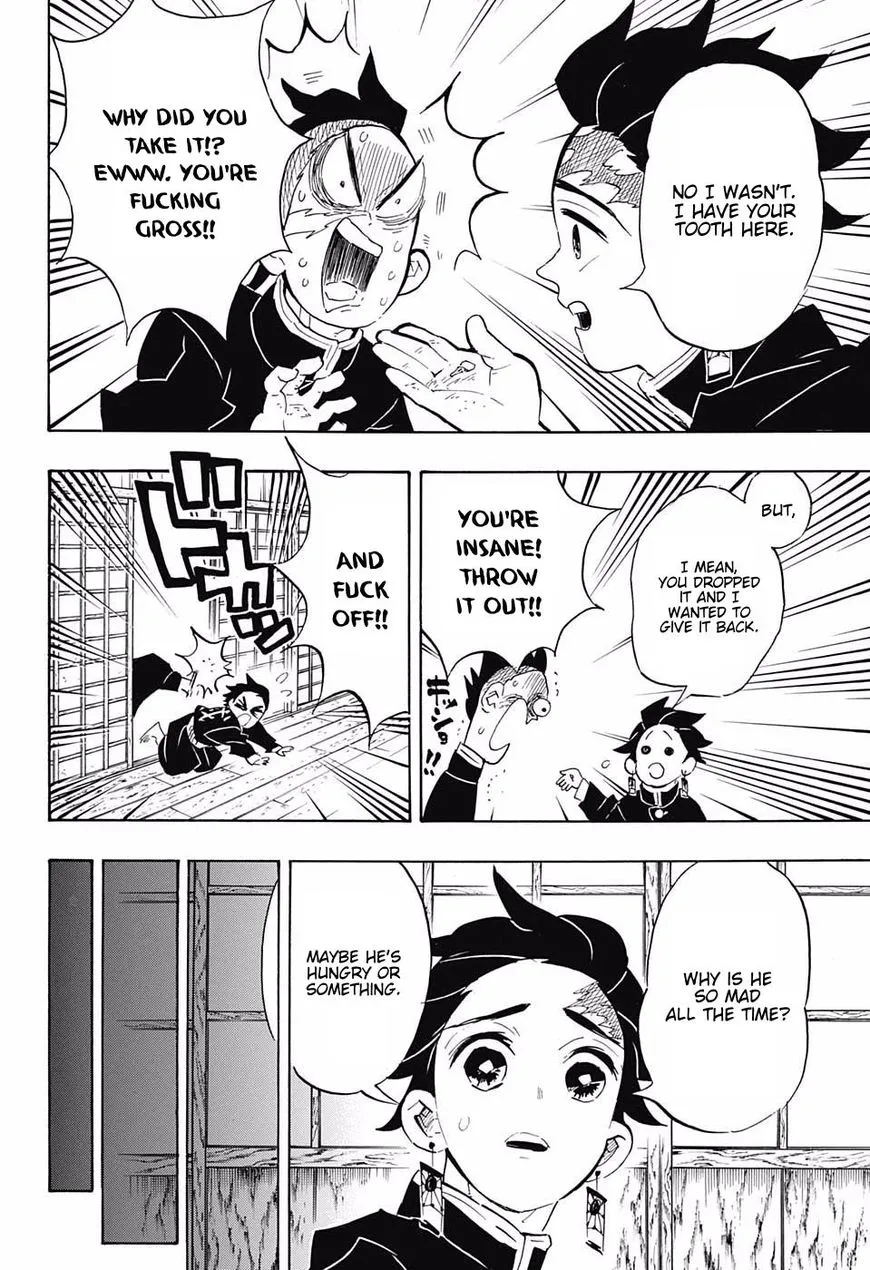 NO I WASN'T.
I HAVE YOUR
TOOTH HERE.
WHY DID YOU
TAKE IT!?
EWWW. YOU'RE
FUCKING
GROSS!!
BUT,
I MEAN,
YOU DROPPED
IT AND I
WANTED TO
GIVE IT BACK.
YOU'RE
INSANE!
THROW
IT OUT!!
AND
FUCK
OFF!!
WHY IS HE
SO MAD
ALL THE TIME?
MAYBE HE'S
HUNGRY OR
SOMETHING.